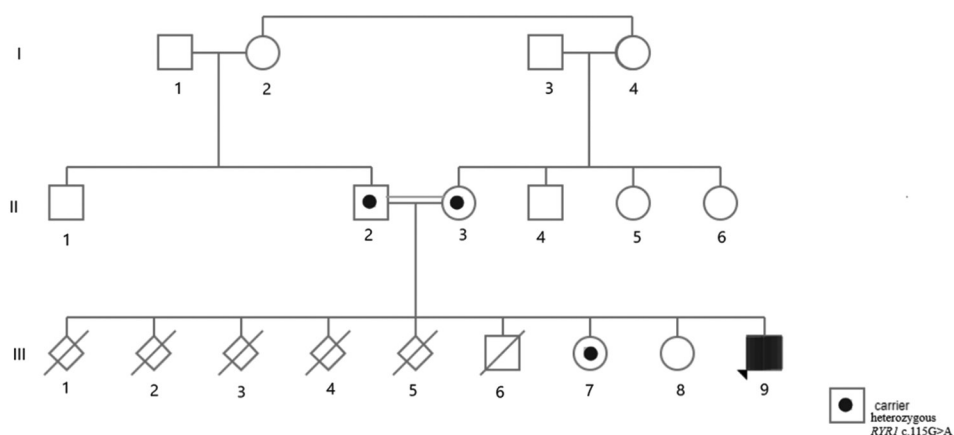 I
1 2 3 4
II
1 2 3 4 5 6
III
1 2 3 4 5 6 7 8 9
carrier
heterozygous
RYR1 c.115G>A